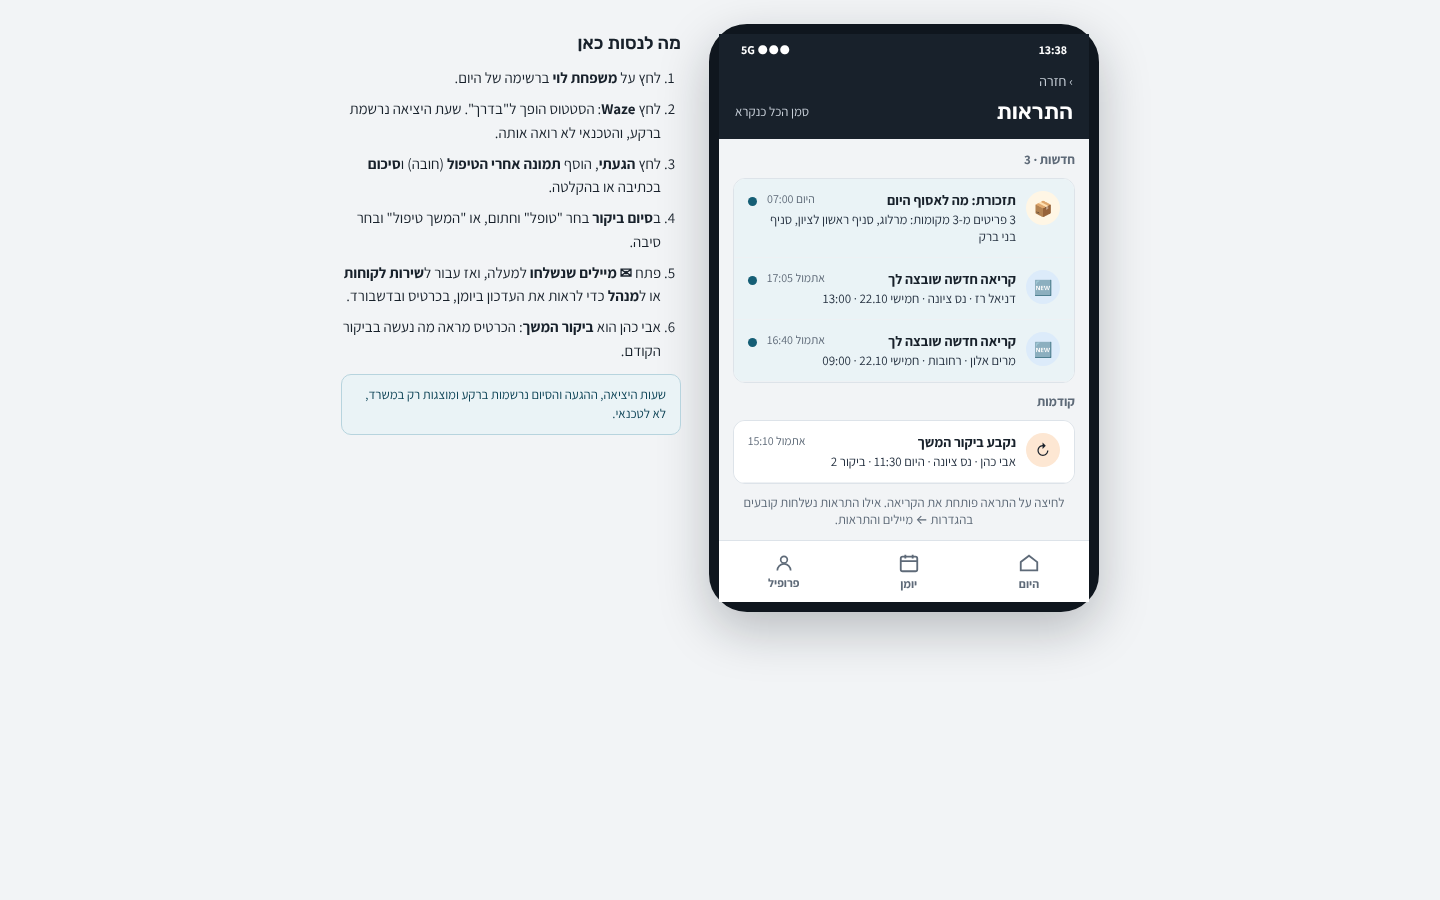 13:38
5G
‹ חזרה
התראות
סמן הכל כנקרא
חדשות · 3
תזכורת: מה לאסוף היום
היום 07:00
3 פריטים מ-3 מקומות: מרלוג, סניף ראשון לציון, סניף
בני ברק
קריאה חדשה שובצה לך
אתמול 17:05
דניאל רז · נס ציונה · חמישי 22.10 · 13:00
קריאה חדשה שובצה לך
אתמול 16:40
מרים אלון · רחובות · חמישי 22.10 · 09:00
NEW
NEW
קודמות
נקבע ביקור המשך
אתמול 15:10
אבי כהן · נס ציונה · היום 11:30 · ביקור 2
לחיצה על התראה פותחת את הקריאה. אילו התראות נשלחות קובעים
בהגדרות ← מיילים והתראות.
היום
יומן
פרופיל
מה לנסות כאן
1. לחץ על משפחת לוי ברשימה של היום.
2. לחץ Waze: הסטטוס הופך ל"בדרך". שעת היציאה נרשמת
ברקע, והטכנאי לא רואה אותה.
3. לחץ הגעתי, הוסף תמונה אחרי הטיפול (חובה) וסיכום
בכתיבה או בהקלטה.
4. בסיום ביקור בחר "טופל" וחתום, או "המשך טיפול" ובחר
סיבה.
5. פתח ✉ מיילים שנשלחו למעלה, ואז עבור לשירות לקוחות
או למנהל כדי לראות את העדכון ביומן, בכרטיס ובדשבורד.
6. אבי כהן הוא ביקור המשך: הכרטיס מראה מה נעשה בביקור
הקודם.
שעות היציאה, ההגעה והסיום נרשמות ברקע ומוצגות רק במשרד,
לא לטכנאי.